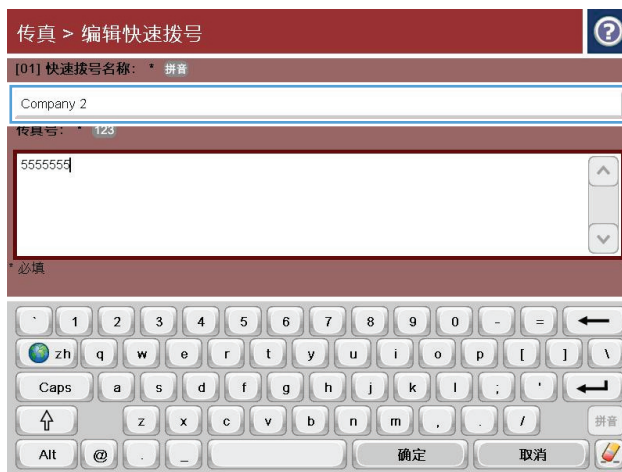 传真 > 编辑快速拨号 ?
[01] 快速拨号名称: * 拼音
Company 2
传真号: * 123
5555555
* 必填
` 1 2 3 4 5 6 7 8 9 0 - =
zh q w e r t y u i o p [ ] \
Caps a s d f g h j k l ; '
z x c v b n m , . / 拼音
Alt @ . _ 确定 取消